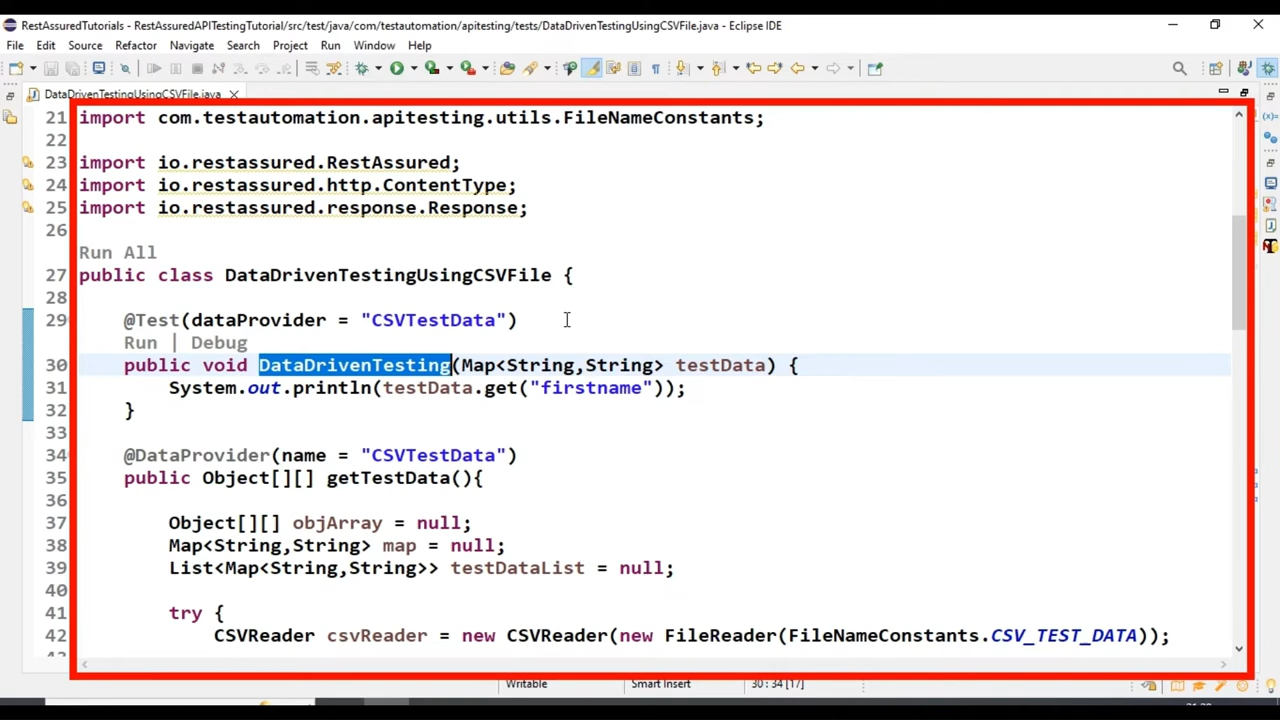 RestAssuredTutorials - RestAssuredAPITestingTutorial/src/test/java/com/testautomation/apitesting/tests/DataDrivenTestingUsingCSVFile.java - Eclipse IDE
File Edit Source Refactor Navigate Search Project Run Window Help
DataDrivenTestingUsingCSVFile.java
21 import com.testautomation.apitesting.utils.FileNameConstants;
22
23 import io.restassured.RestAssured;
24 import io.restassured.http.ContentType;
25 import io.restassured.response.Response;
26
Run All
27 public class DataDrivenTestingUsingCSVFile {
28
29 @Test(dataProvider = "CSVTestData")
Run | Debug
30 public void DataDrivenTesting(Map<String,String> testData) {
31 System.out.println(testData.get("firstname"));
32 }
33
34 @DataProvider(name = "CSVTestData")
35 public Object[][] getTestData(){
36
37 Object[][] objArray = null;
38 Map<String,String> map = null;
39 List<Map<String,String>> testDataList = null;
40
41 try {
42 CSVReader csvReader = new CSVReader(new FileReader(FileNameConstants.CSV_TEST_DATA));
Writable Smart Insert 30 : 34 [17]